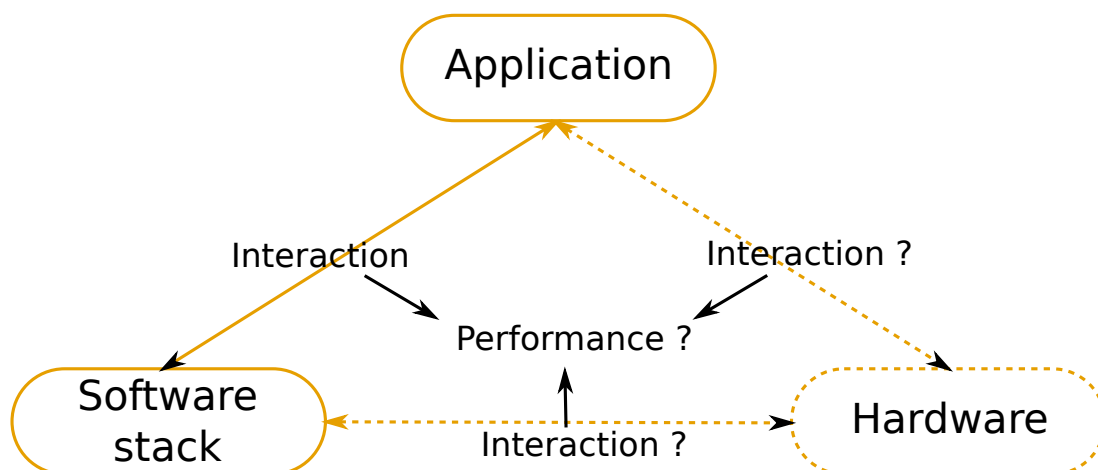 Application
Interaction
Interaction ?
Performance ?
Software
stack
Interaction ?
Hardware